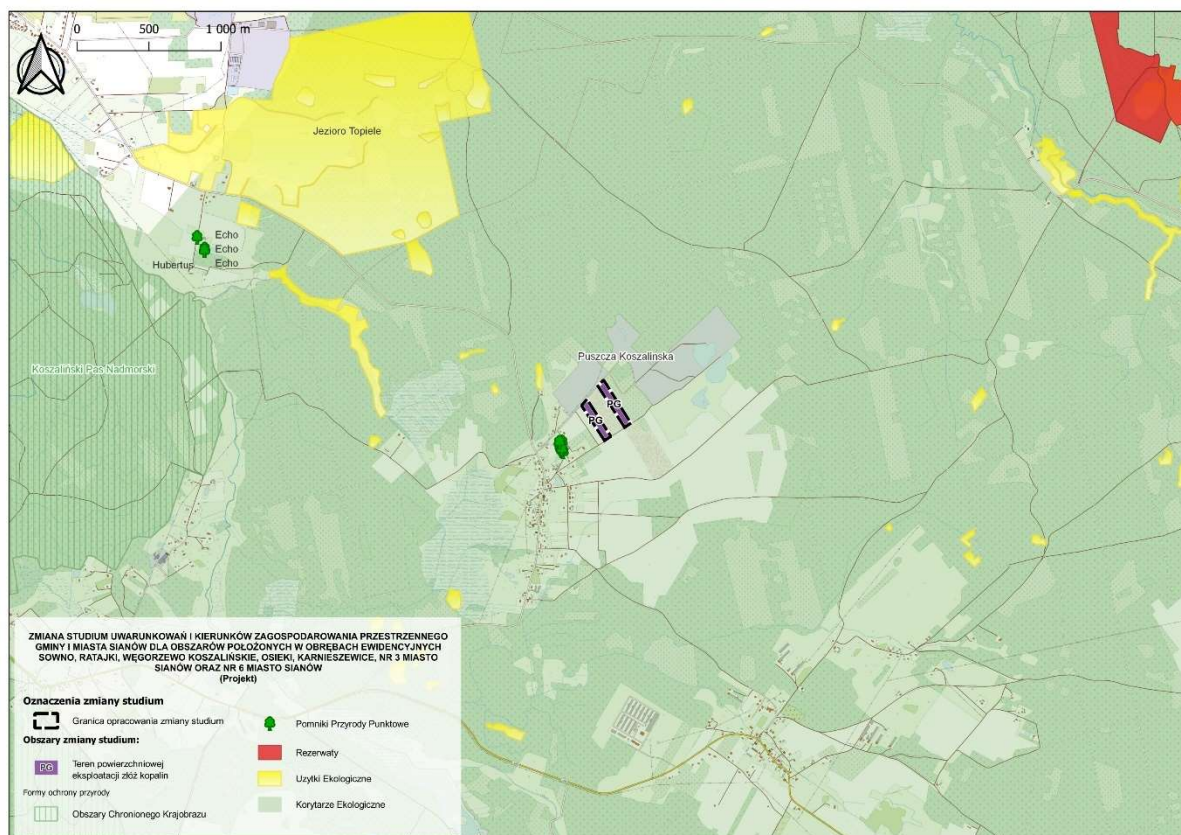 0 500 1 000 m
Jezioro Topiele
Echo
Echo
Hubertus Echo
Puszcza Koszalinska
Koszaliński Pas Nadmorski
PG
PG
ZMIANA STUDIUM UWARUNKOWAŃ I KIERUNKÓW ZAGOSPODAROWANIA PRZESTRZENNEGO
GMINY I MIASTA SIANÓW DLA OBSZARÓW POŁOŻONYCH W OBRĘBACH EWIDENCYJNYCH
SOWNO, RATAJKI, WĘGORZEWO KOSZALIŃSKIE, OSIEKI, KARNIESZEWICE, NR 3 MIASTO
SIANÓW ORAZ NR 6 MIASTO SIANÓW
(Projekt)
Oznaczenia zmiany studium
Granica opracowania zmiany studium
Obszary zmiany studium:
PG
Teren powierzchniowej
eksploatacji złóż kopalin
Formy ochrony przyrody
Obszary Chronionego Krajobrazu
Pomniki Przyrody Punktowe
Rezerwaty
Użytki Ekologiczne
Korytarze Ekologiczne